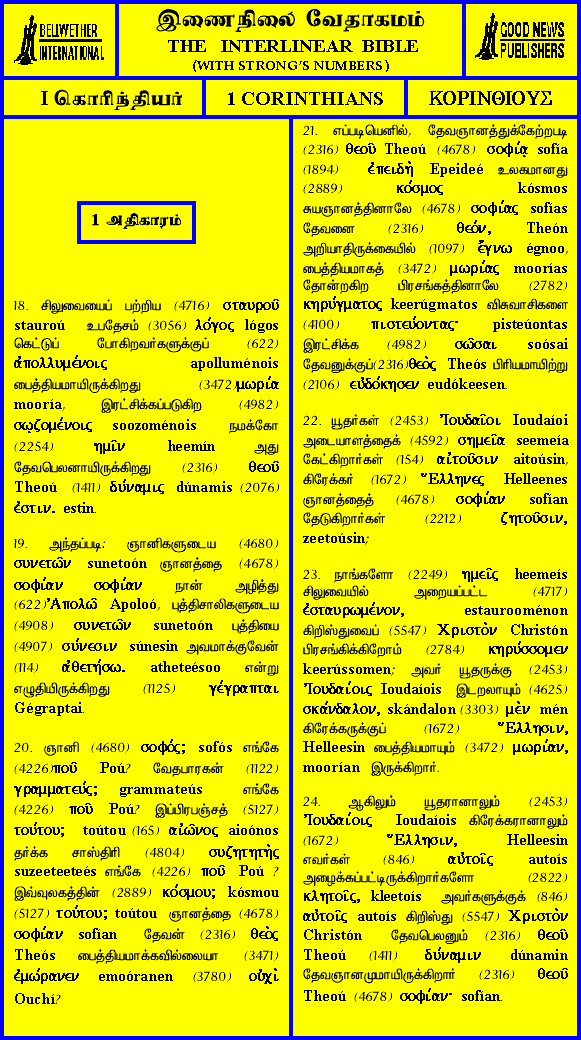 BELLWETHER
INTERNATIONAL
இணைநிலை வேதாகமம்
THE INTERLINEAR BIBLE
(WITH STRONG'S NUMBERS)
GOOD NEWS
PUBLISHERS
I கொரிந்தியர்
1 CORINTHIANS
ΚΟΡΙΝΘΙΟΥΣ
1 அதிகாரம்
18. சிலுவையைப் பற்றிய (4716) σταυροῦ
stauroú உபதேசம் (3056) λόγος lógos
கெட்டுப் போகிறவர்களுக்குப் (622)
ἀπολλυμένοις apolluménois
பைத்தியமாயிருக்கிறது (3472)μωρία
mooría, இரட்சிக்கப்படுகிற (4982)
σῳζομένοις soozoménois நமக்கோ
(2254) ημῖν heemín அது
தேவபெலனாயிருக்கிறது (2316) θεοῦ
Theoú (1411) δύναμις dúnamis (2076)
ἐστιν. estin.
19. அந்தப்படி: ஞானிகளுடைய (4680)
συνετῶν sunetoón ஞானத்தை (4678)
σοφίαν σοφίαν நான் அழித்து
(622)Ἀπολῶ Apoloó, புத்திசாலிகளுடைய
(4908) συνετῶν sunetoón புத்தியை
(4907) σύνεσιν súnesin அவமாக்குவேன்
(114) ἀθετήσω. atheteésoo என்று
எழுதியிருக்கிறது (1125) γέγραπται
Gégraptai.
20. ஞானி (4680) σοφός; sofós எங்கே
(4226)ποῦ Poú? வேதபாரகன் (1122)
γραμματεύς; grammateús எங்கே
(4226) ποῦ Poú? இப்பிரபஞ்சத் (5127)
τούτου; toútou (165) αἰῶνος aioónos
தர்க்க சாஸ்திரி (4804) συζητητὴς
suzeeteeteés எங்கே (4226) ποῦ Poú ?
இவ்வுலகத்தின் (2889) κόσμου; kósmou
(5127) τούτου; toútou ஞானத்தை (4678)
σοφίαν sofían தேவன் (2316) θεὸς
Theós பைத்தியமாக்கவில்லையா (3471)
ἐμώρανεν emoóranen (3780) οὐχὶ
Ouchí?
21. எப்படியெனில், தேவஞானத்துக்கேற்றபடி
(2316) θεοῦ Theoú (4678) σοφίᾳ sofía
(1894) ἐπειδὴ Epeideé உலகமானது
(2889) κόσμος kósmos
சுயஞானத்தினாலே (4678) σοφίας sofías
தேவனை (2316) θεόν, Theón
அறியாதிருக்கையில் (1097) ἔγνω égnoo,
பைத்தியமாகத் (3472) μωρίας moorías
தோன்றகிற பிரசங்கத்தினாலே (2782)
κηρύγματος keerúgmatos விசுவாசிகளை
(4100) πιστεύοντας· pisteúontas
இரட்சிக்க (4982) σῶσαι soósai
தேவனுக்குப்(2316)θεὸς Theós பிரியமாயிற்று
(2106) εὐδόκησεν eudókeesen.
22. யூதர்கள் (2453) Ἰουδαῖοι Ioudaíoi
அடையாளத்தைக் (4592) σημεῖα seemeía
கேட்கிறார்கள் (154) αἰτοῦσιν aitoúsin,
கிரேக்கர் (1672) Ἕλληνες Helleenes
ஞானத்தைத் (4678) σοφίαν sofían
தேடுகிறார்கள் (2212) ζητοῦσιν,
zeetoúsin;
23. நாங்களோ (2249) ημεῖς heemeís
சிலுவையில் அறையப்பட்ட (4717)
ἐσταυρωμένον, estaurooménon
கிறிஸ்துவைப் (5547) Χριστὸν Christón
பிரசங்கிக்கிறோம் (2784) κηρύσσομεν
keerússomen; அவர் யூதருக்கு (2453)
Ἰουδαίοις Ioudaíois இடறலாயும் (4625)
σκάνδαλον, skándalon (3303) μὲν mén
கிரேக்கருக்குப் (1672) Ἕλλησιν,
Helleesin பைத்தியமாயும் (3472) μωρίαν,
moorían இருக்கிறார்.
24. ஆகிலும் யூதரானாலும் (2453)
Ἰουδαίοις Ioudaíois கிரேக்கரானாலும்
(1672) Ἕλλησιν, Helleesin
எவர்கள் (846) αὐτοῖς autoís
அழைக்கப்பட்டிருக்கிறார்களோ (2822)
κλητοῖς, kleetoís அவர்களுக்குக் (846)
αὐτοῖς autoís கிறிஸ்து (5547) Χριστὸν
Christón தேவபெலனும் (2316) θεοῦ
Theoú (1411) δύναμιν dúnamin
தேவஞானமுமாயிருக்கிறார் (2316) θεοῦ
Theoú (4678) σοφίαν· sofían.